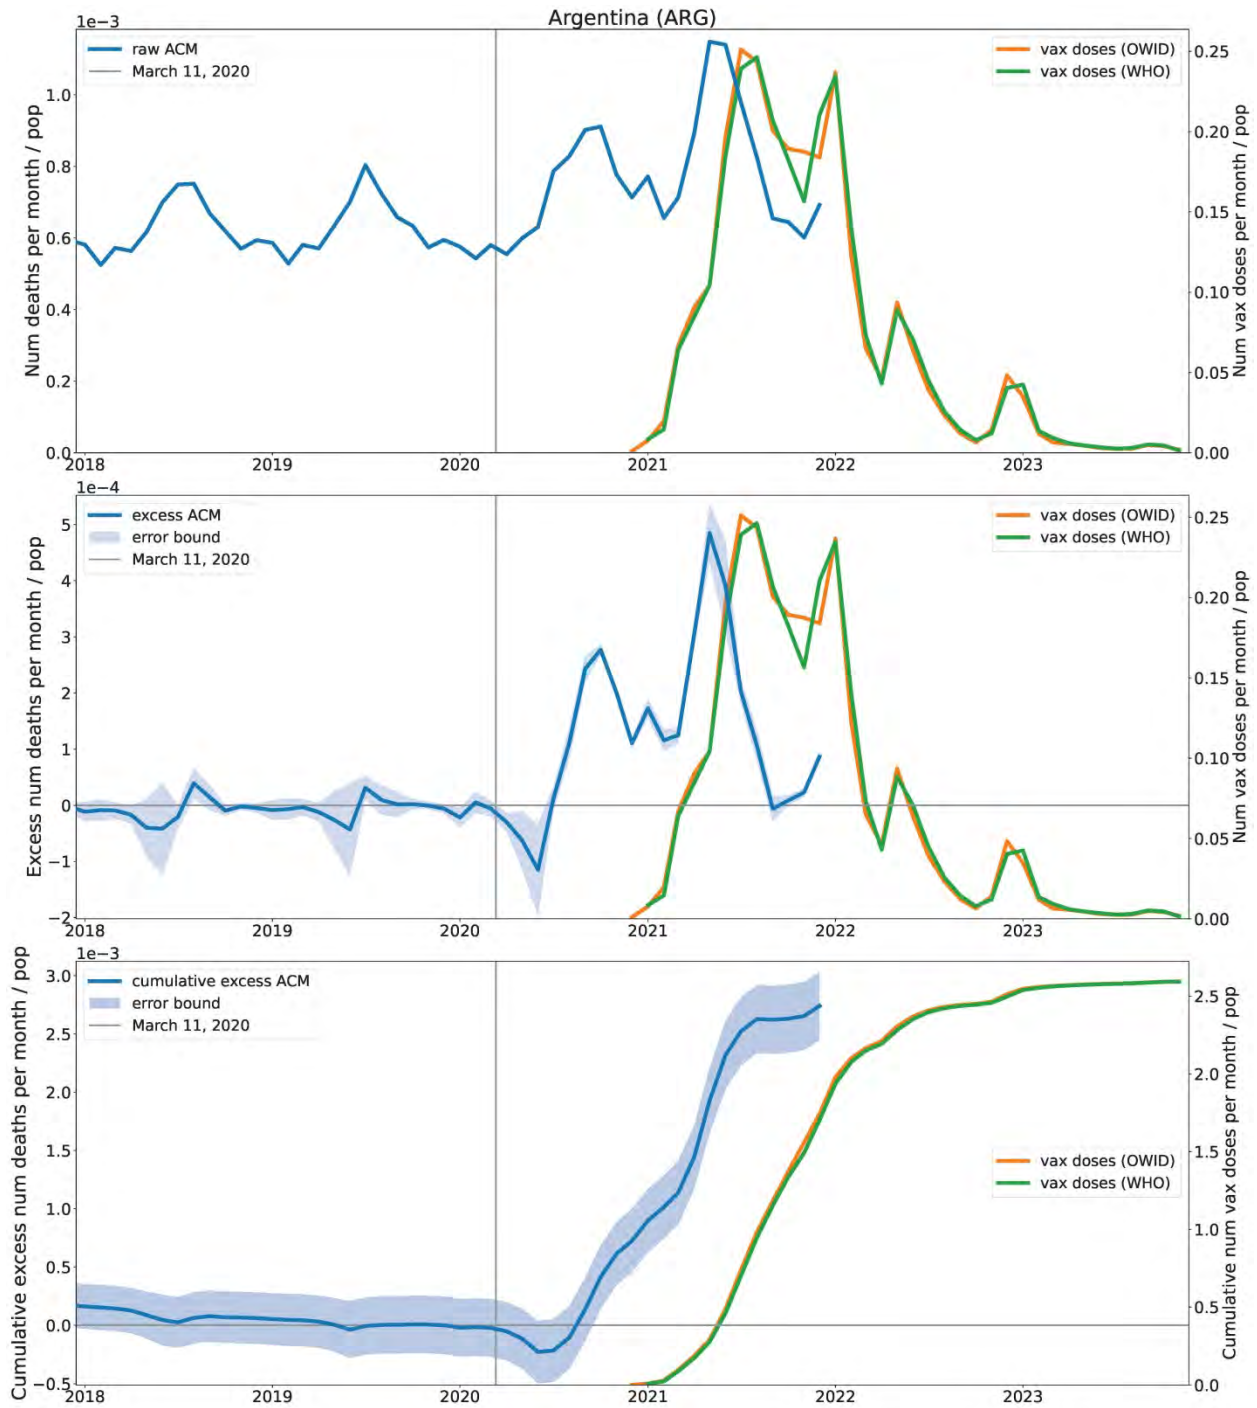 Argentina (ARG)
1e−3
raw ACM
March 11, 2020
vax doses (OWID)
vax doses (WHO)
Num deaths per month / pop
1.0
0.8
0.6
0.4
0.2
0.0
Num vax doses per month / pop
0.25
0.20
0.15
0.10
0.05
0.00
2018 2019 2020 2021 2022 2023
1e−4
excess ACM
error bound
March 11, 2020
vax doses (OWID)
vax doses (WHO)
Excess num deaths per month / pop
5
4
3
2
1
0
−1
−2
Num vax doses per month / pop
0.25
0.20
0.15
0.10
0.05
0.00
2018 2019 2020 2021 2022 2023
1e−3
cumulative excess ACM
error bound
March 11, 2020
vax doses (OWID)
vax doses (WHO)
Cumulative excess num deaths per month / pop
3.0
2.5
2.0
1.5
1.0
0.5
0.0
−0.5
Cumulative num vax doses per month / pop
2.5
2.0
1.5
1.0
0.5
0.0
2018 2019 2020 2021 2022 2023